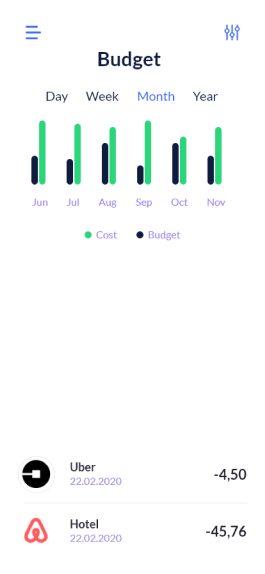 Budget
Day Week Month Year
Jun Jul Aug Sep Oct Nov
Cost Budget
Uber
22.02.2020
-4,50
Hotel
22.02.2020
-45,76